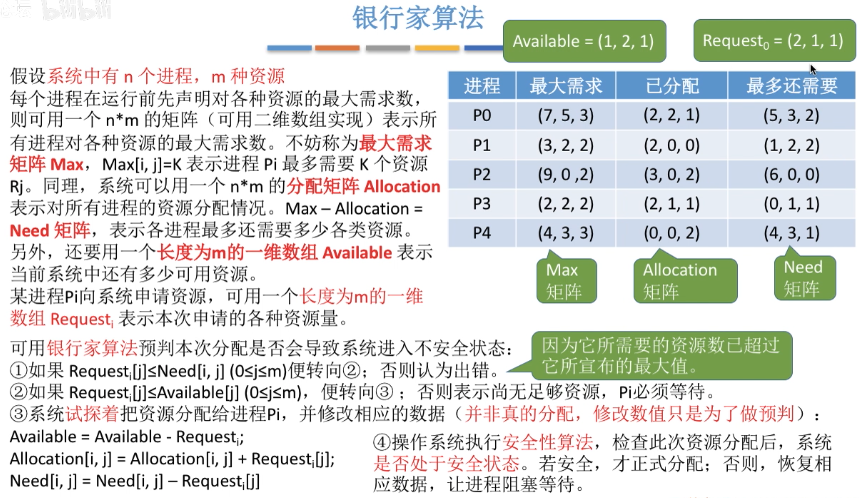 bilibili
银行家算法
Available = (1, 2, 1)
Request₀ = (2, 1, 1)
假设系统中有 n 个进程，m 种资源
每个进程在运行前先声明对各种资源的最大需求数，
则可用一个 n*m 的矩阵（可用二维数组实现）表示所
有进程对各种资源的最大需求数。不妨称为最大需求
矩阵 Max，Max[i, j]=K 表示进程 Pi 最多需要 K 个资源
Rj。同理，系统可以用一个 n*m 的分配矩阵 Allocation
表示对所有进程的资源分配情况。Max – Allocation =
Need 矩阵，表示各进程最多还需要多少各类资源。
另外，还要用一个长度为m的一维数组 Available 表示
当前系统中还有多少可用资源。
某进程Pi向系统申请资源，可用一个长度为m的一维
数组 Requestᵢ 表示本次申请的各种资源量。
进程 最大需求 已分配 最多还需要
P0 (7, 5, 3) (2, 2, 1) (5, 3, 2)
P1 (3, 2, 2) (2, 0, 0) (1, 2, 2)
P2 (9, 0 ,2) (3, 0, 2) (6, 0, 0)
P3 (2, 2, 2) (2, 1, 1) (0, 1, 1)
P4 (4, 3, 3) (0, 0, 2) (4, 3, 1)
Max
矩阵
Allocation
矩阵
Need
矩阵
可用银行家算法预判本次分配是否会导致系统进入不安全状态：
①如果 Requestᵢ[j]≤Need[i, j] (0≤j≤m)便转向②；否则认为出错。
因为它所需要的资源数已超过
它所宣布的最大值。
②如果 Requestᵢ[j]≤Available[j] (0≤j≤m)，便转向③；否则表示尚无足够资源，Pi必须等待。
③系统试探着把资源分配给进程Pi，并修改相应的数据（并非真的分配，修改数值只是为了做预判）：
Available = Available - Requestᵢ;
Allocation[i, j] = Allocation[i, j] + Requestᵢ[j];
Need[i, j] = Need[i, j] – Requestᵢ[j]
④操作系统执行安全性算法，检查此次资源分配后，系统
是否处于安全状态。若安全，才正式分配；否则，恢复相
应数据，让进程阻塞等待。